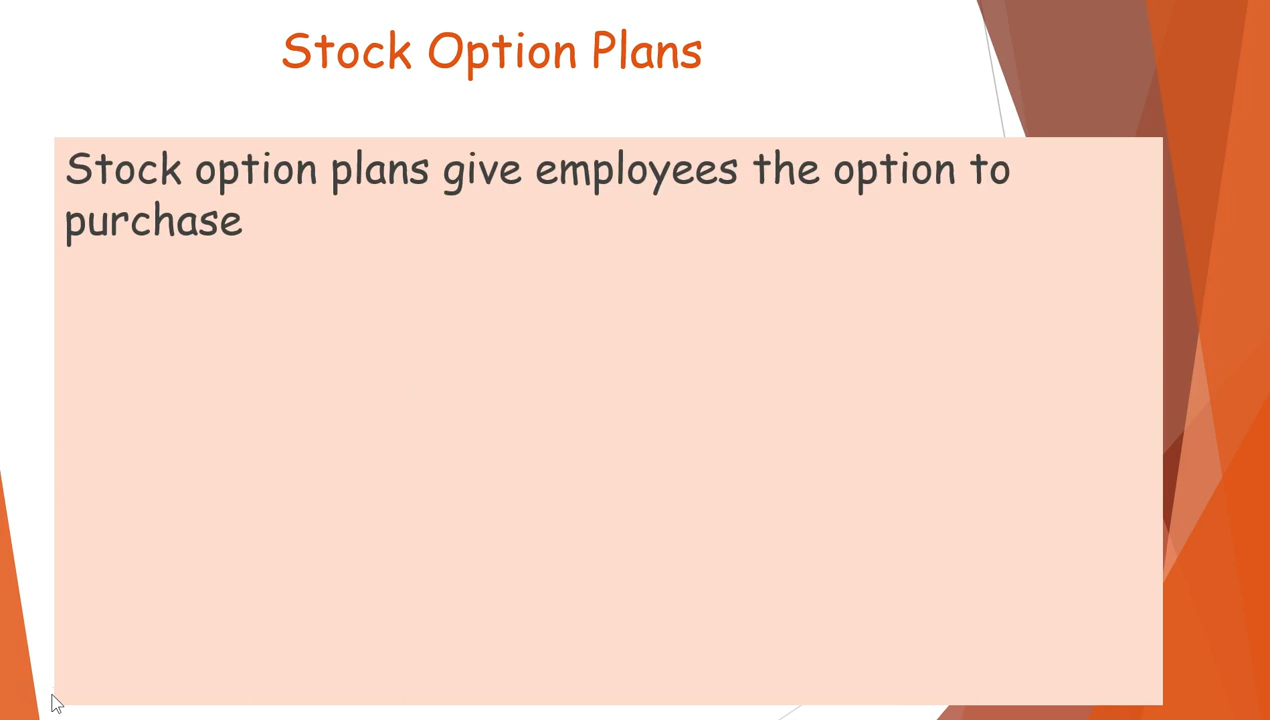 Stock Option Plans
Stock option plans give employees the option to
purchase